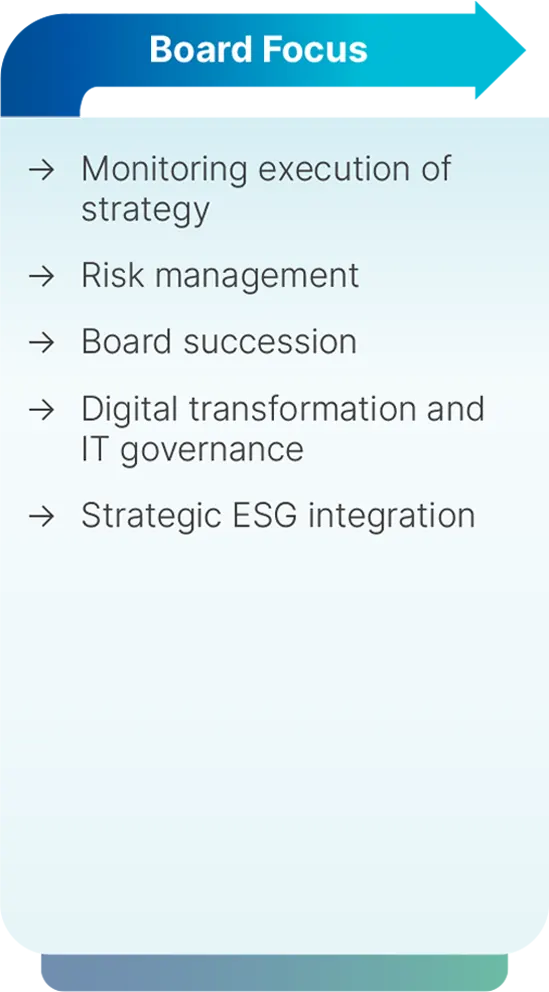 Board Focus
→ Monitoring execution of
strategy
→ Risk management
→ Board succession
→ Digital transformation and
IT governance
→ Strategic ESG integration